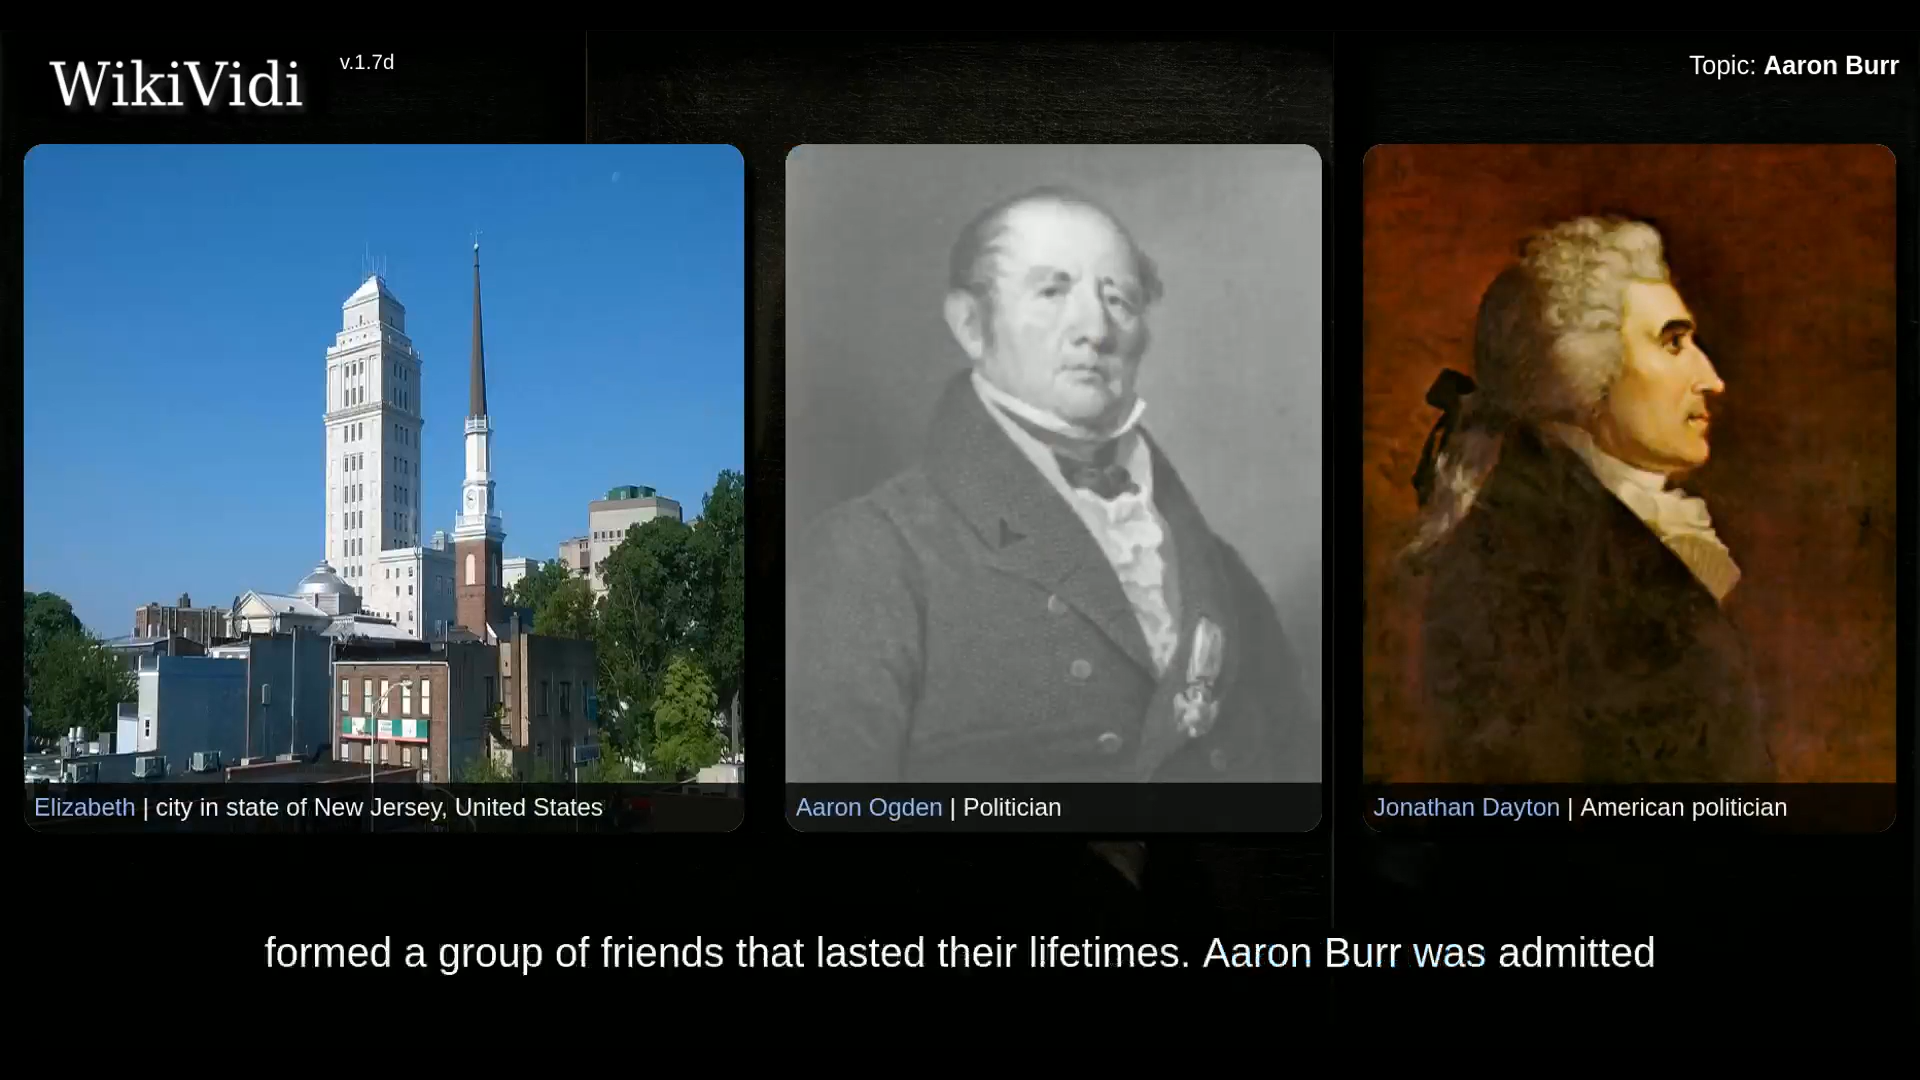 WikiVidi
v.1.7d
Topic: Aaron Burr
Elizabeth | city in state of New Jersey, United States
Aaron Ogden | Politician
Jonathan Dayton | American politician
formed a group of friends that lasted their lifetimes. Aaron Burr was admitted